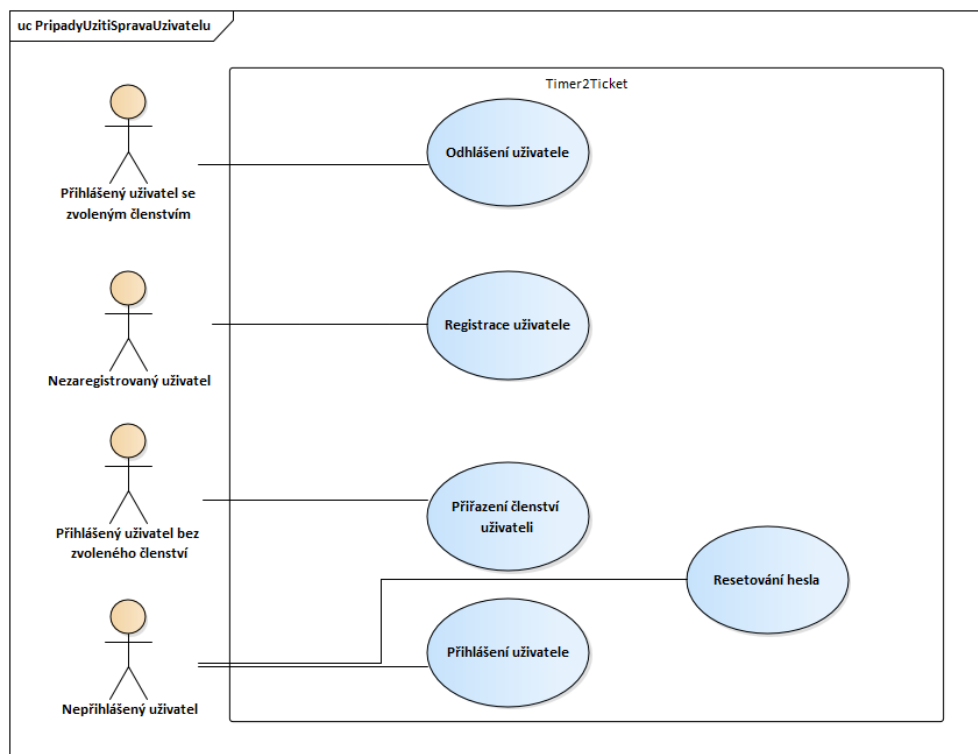 uc PripadyUzitiSpravaUzivatelu
Timer2Ticket
Přihlášený uživatel se
zvoleným členstvím
Odhlášení uživatele
Nezaregistrovaný uživatel
Registrace uživatele
Přihlášený uživatel bez
zvoleného členství
Přiřazení členství
uživateli
Resetování hesla
Nepřihlášený uživatel
Přihlášení uživatele